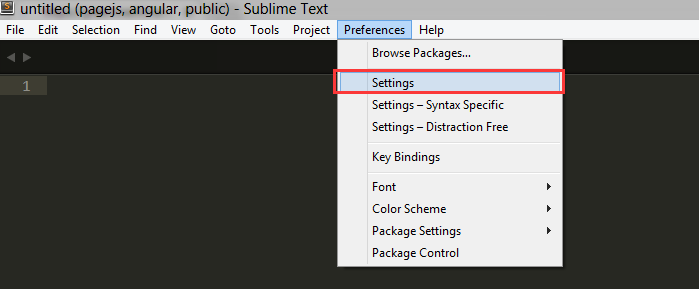 untitled (pagejs, angular, public) - Sublime Text
File Edit Selection Find View Goto Tools Project Preferences Help
Browse Packages...
1
Settings
Settings – Syntax Specific
Settings – Distraction Free
Key Bindings
Font
Color Scheme
Package Settings
Package Control